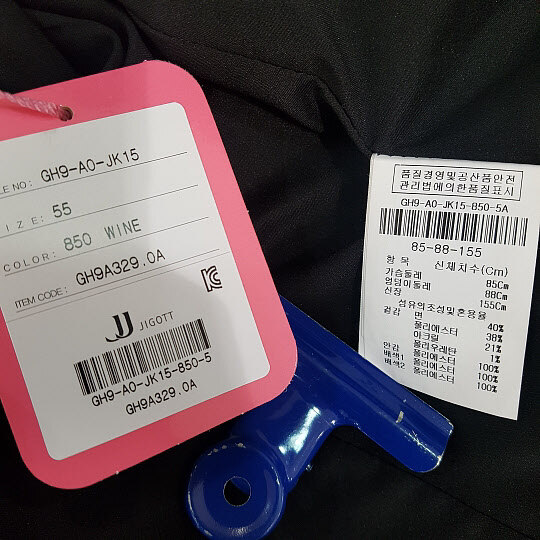 LE NO: GH9-A0-JK15
IZE: 55
COLOR: 850 WINE
ITEM CODE: GH9A329.0A
JIGOTT
GH9-A0-JK15-850-5
GH9A329.0A
품질경영및공산품안전
관리법에의한품질표시
GH9-A0-JK15-850-5A
85-88-155
항 목 신체치수(Cm)
가슴둘레 85Cm
엉덩이둘레 88Cm
신장 155Cm
섬유의조성및혼용율
겉감 면 40%
폴리에스터 38%
아크릴 21%
폴리우레탄 1%
안감 폴리에스터 100%
배색1 폴리에스터 100%
배색2 폴리에스터 100%